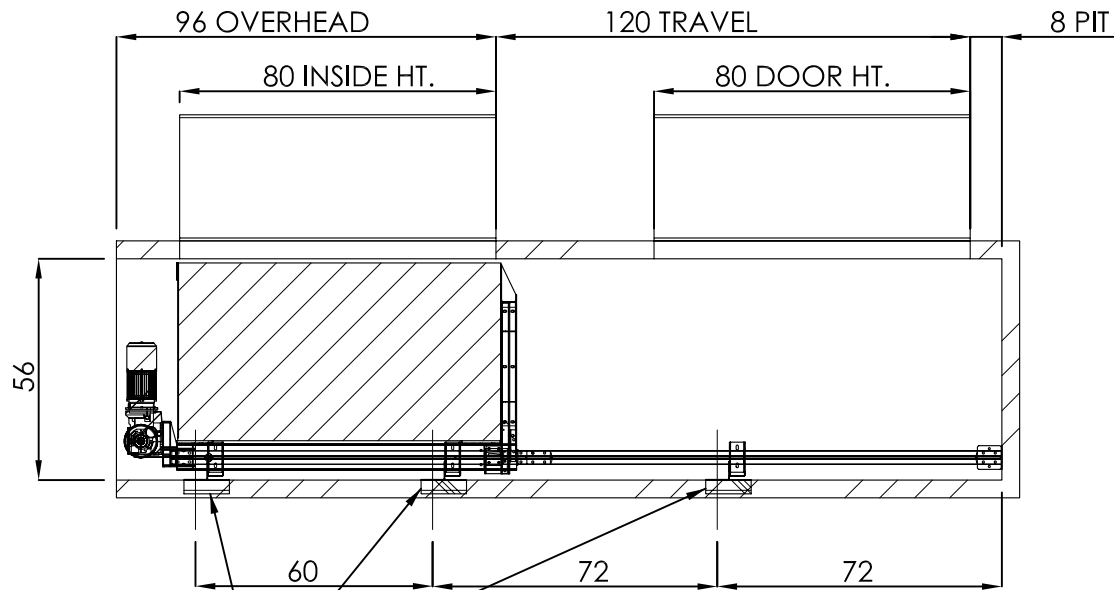 96 OVERHEAD
120 TRAVEL
8 PIT
80 INSIDE HT.
80 DOOR HT.
56
60
72
72